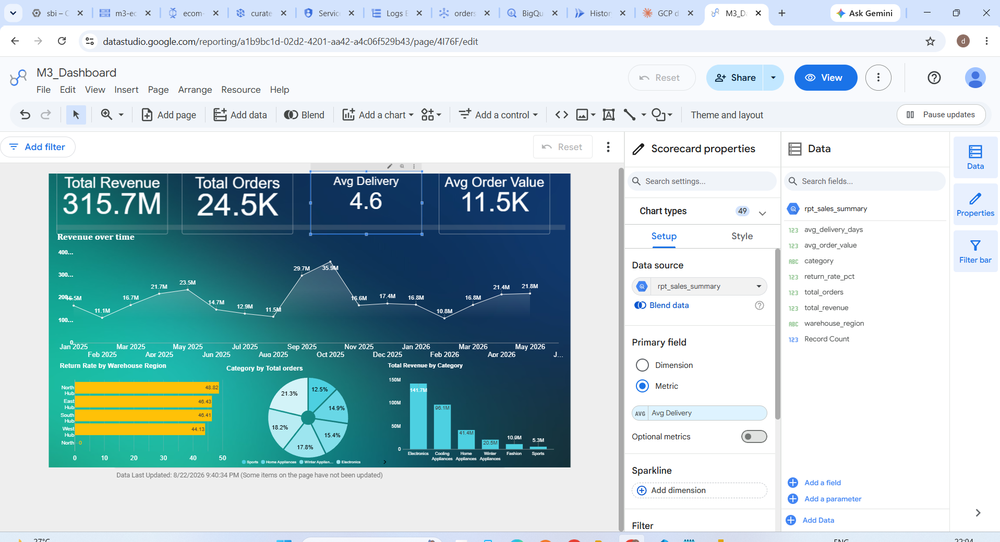 sbi – C
m3-ec
ecom-
curate
Servic
Logs E
orders
BigQu
Histor
GCP d
M3_Da
Ask Gemini
datastudio.google.com/reporting/a1b9bc1d-02d2-4201-aa42-a4c06f529b43/page/4I76F/edit
d
M3_Dashboard
File Edit View Insert Page Arrange Resource Help
Reset
Share
View
Add page
Add data
Blend
Add a chart
Add a control
Theme and layout
Pause updates
Add filter
Reset
Total Revenue
315.7M
Total Orders
24.5K
Avg Delivery
4.6
Avg Order Value
11.5K
Revenue over time
400...
300...
200...
100...
0
16.5M
11.1M
16.7M
21.7M
23.5M
14.7M
12.9M
11.5M
29.7M
35.9M
16.6M
17.4M
16.8M
10.8M
16.8M
21.4M
21.8M
Jan 2025
Feb 2025
Mar 2025
Apr 2025
May 2025
Jun 2025
Jul 2025
Aug 2025
Sep 2025
Oct 2025
Nov 2025
Dec 2025
Jan 2026
Feb 2026
Mar 2026
Apr 2026
May 2026
J...
Return Rate by Warehouse Region
North Hub
48.82
East Hub
46.43
South Hub
46.41
West Hub
44.13
North
0
0 10 20 30 40 50
Category by Total orders
12.5%
14.9%
15.4%
17.8%
18.2%
21.3%
Sports
Home Appliances
Winter Applian...
Electronics
Total Revenue by Category
150M
100M
50M
0
141.7M
96.1M
41.4M
20.5M
10.9M
5.3M
Electronics
Cooling Appliances
Home Appliances
Winter Appliances
Fashion
Sports
Data Last Updated: 8/22/2026 9:40:34 PM (Some items on the page have not been updated)
Scorecard properties
Search settings...
Chart types
49
Setup
Style
Data source
rpt_sales_summary
Blend data
Primary field
Dimension
Metric
AVG
Avg Delivery
Optional metrics
Sparkline
Add dimension
Filter
Data
Search fields...
rpt_sales_summary
123 avg_delivery_days
123 avg_order_value
ABC category
123 return_rate_pct
123 total_orders
123 total_revenue
ABC warehouse_region
123 Record Count
Add a field
Add a parameter
Add Data
Data
Properties
Filter bar
27°C
ENG
22:04